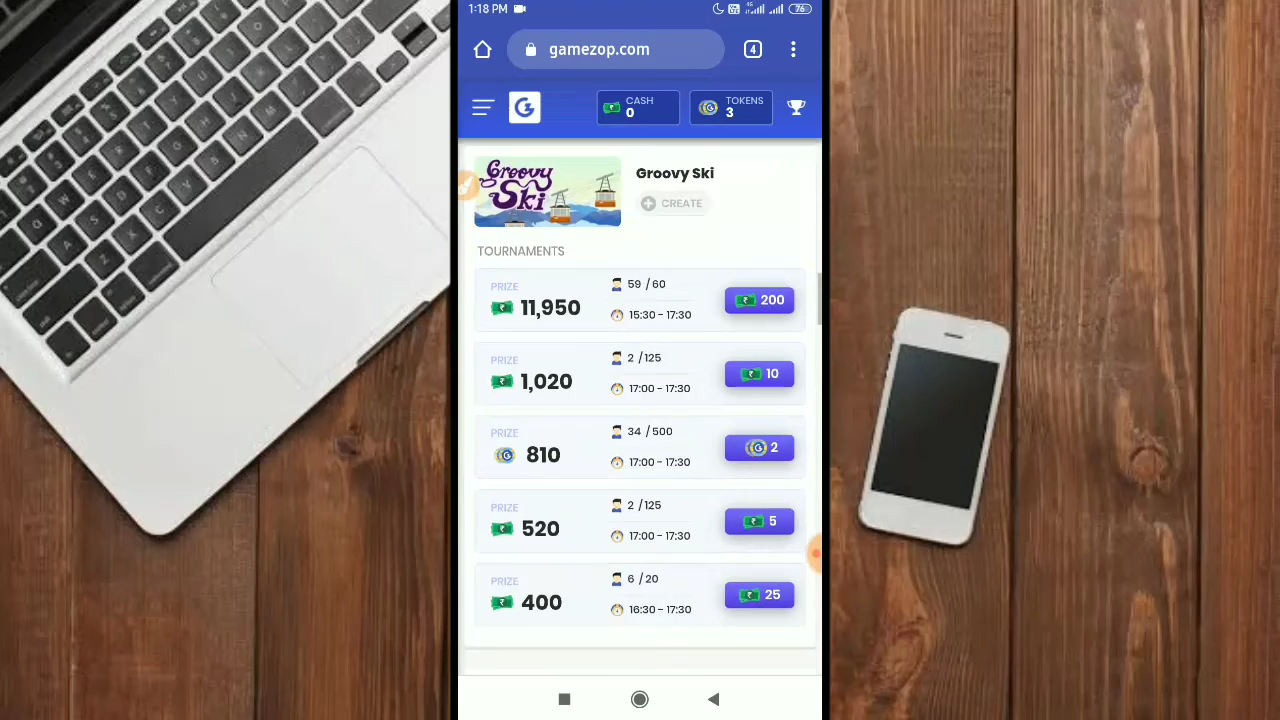 1:18 PM
4G
76
gamezop.com
4
CASH
0
TOKENS
3
Groovy Ski
Groovy
Ski
CREATE
TOURNAMENTS
PRIZE
11,950
59 /60
15:30 - 17:30
₹ 200
PRIZE
1,020
2 /125
17:00 - 17:30
₹ 10
PRIZE
810
34 /500
17:00 - 17:30
G 2
PRIZE
520
2 /125
17:00 - 17:30
₹ 5
PRIZE
400
6 /20
16:30 - 17:30
₹ 25